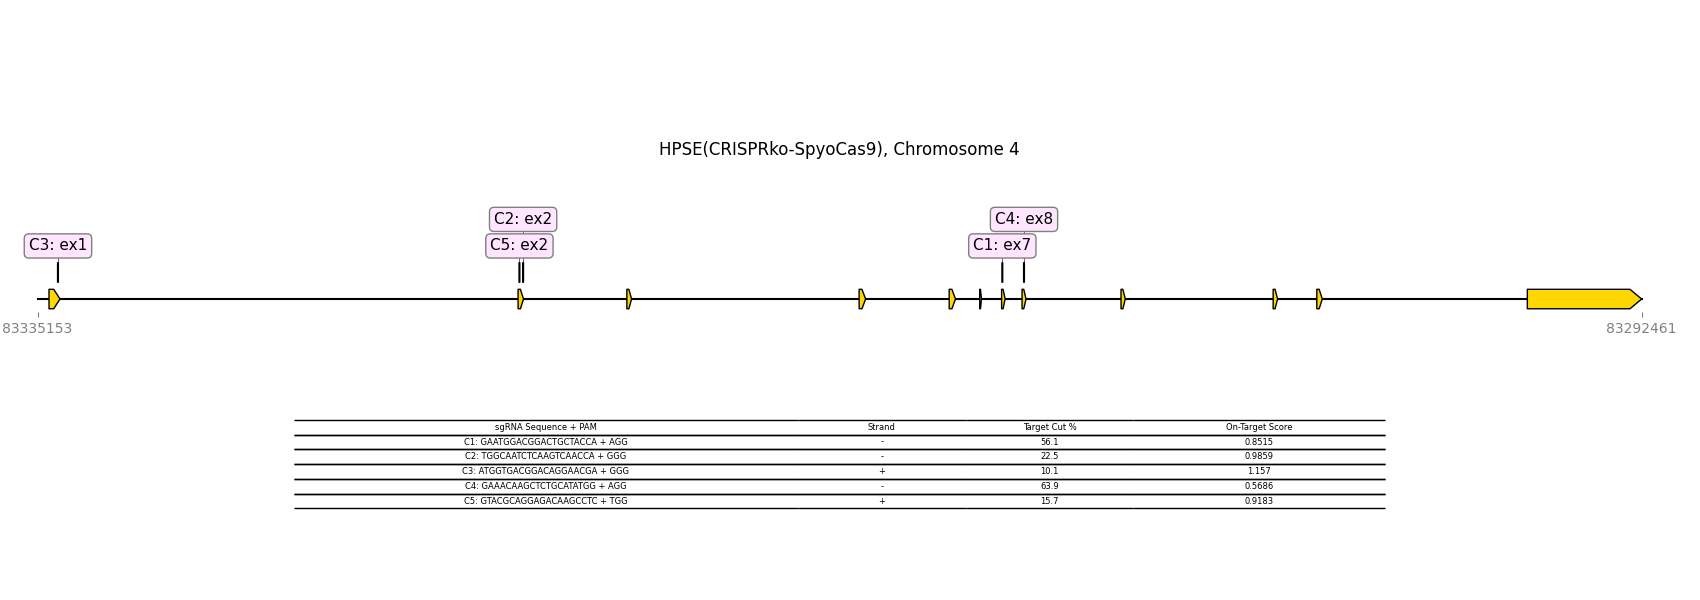 HPSE(CRISPRko-SpyoCas9), Chromosome 4
C2: ex2
C4: ex8
C3: ex1
C5: ex2
C1: ex7
83335153
83292461
sgRNA Sequence + PAM Strand Target Cut % On-Target Score
C1: GAATGGACGGACTGCTACCA + AGG - 56.1 0.8515
C2: TGGCAATCTCAAGTCAACCA + GGG - 22.5 0.9859
C3: ATGGTGACGGACAGGAACGA + GGG + 10.1 1.157
C4: GAAACAAGCTCTGCATATGG + AGG - 63.9 0.5686
C5: GTACGCAGGAGACAAGCCTC + TGG + 15.7 0.9183